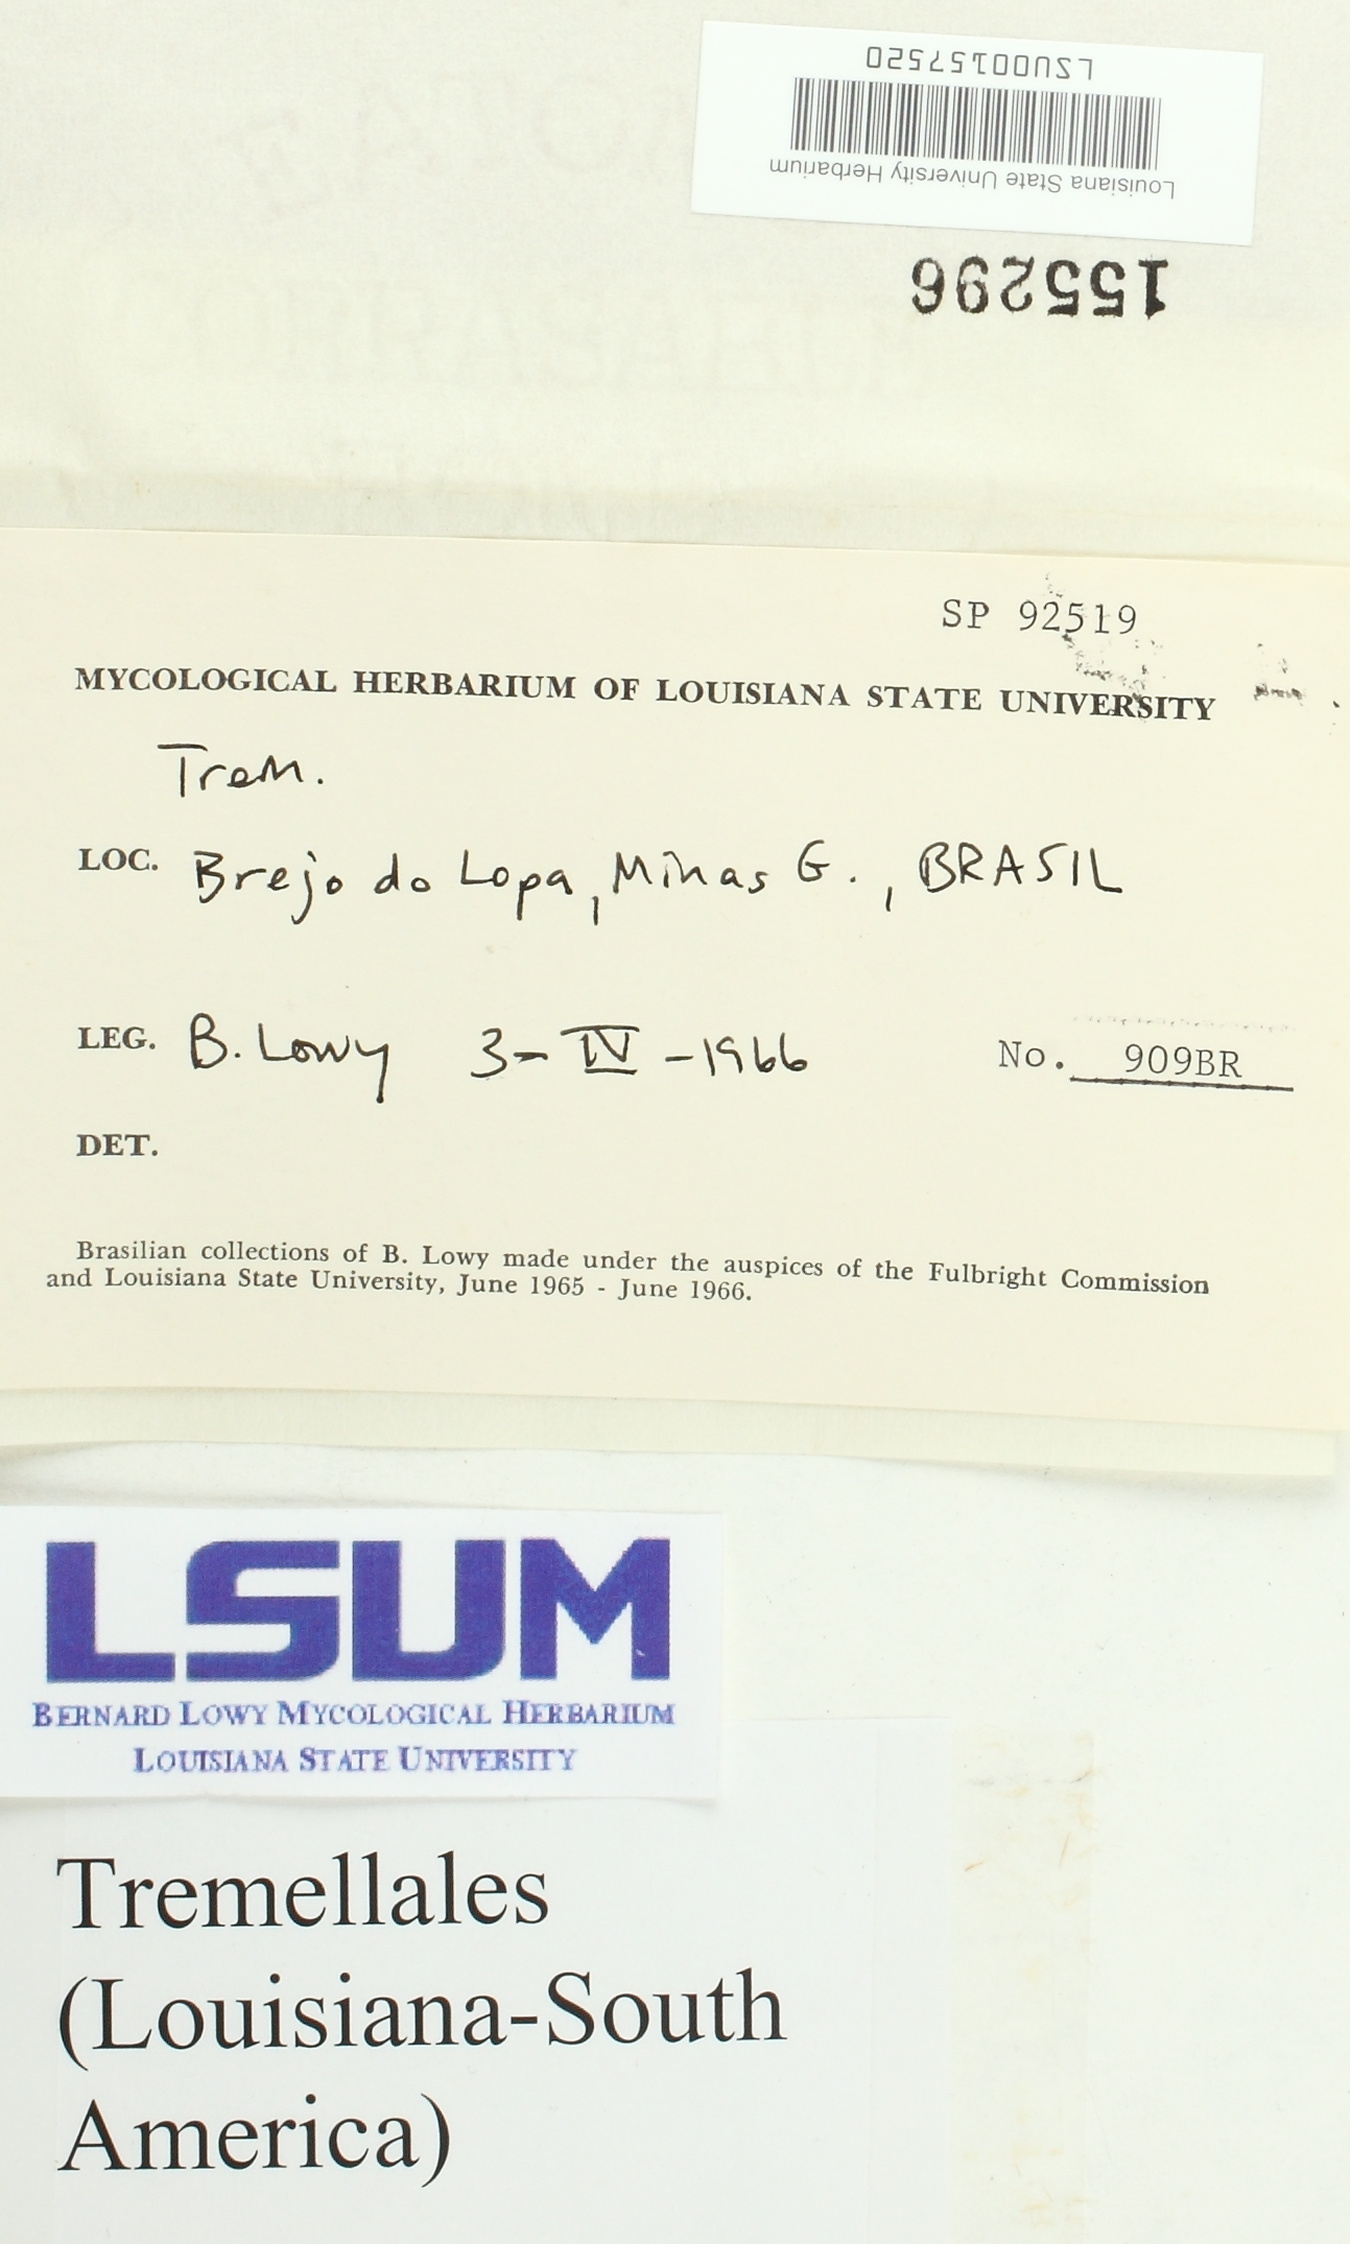 LSU00157520
Louisiana State University Herbarium
155296
SP 92519
MYCOLOGICAL HERBARIUM OF LOUISIANA STATE UNIVERSITY
Trem.
LOC. Brejo do Lopa, Minas G., BRASIL
LEG. B. Lowy 3-IV-1966 No. 909BR
DET.
Brasilian collections of B. Lowy made under the auspices of the Fulbright Commission
and Louisiana State University, June 1965 - June 1966.
LSUM
BERNARD LOWY MYCOLOGICAL HERBARIUM
LOUISIANA STATE UNIVERSITY
Tremellales
(Louisiana-South
America)